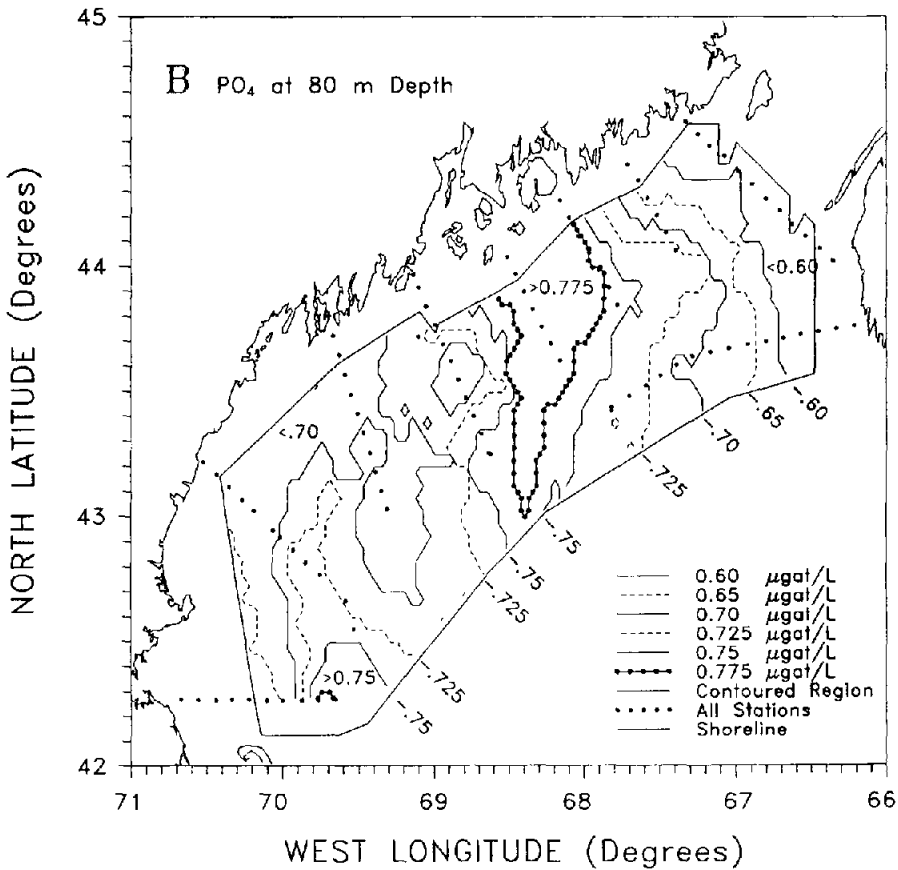 B PO₄ at 80 m Depth
NORTH LATITUDE (Degrees)
45
44
43
42
71 70 69 68 67 66
WEST LONGITUDE (Degrees)
>0.775
<0.60
<.70
>0.75
.60
.65
.70
.725
.75
.75
.725
.725
.75
0.60 μgat/L
0.65 μgat/L
0.70 μgat/L
0.725 μgat/L
0.75 μgat/L
0.775 μgat/L
Contoured Region
All Stations
Shoreline